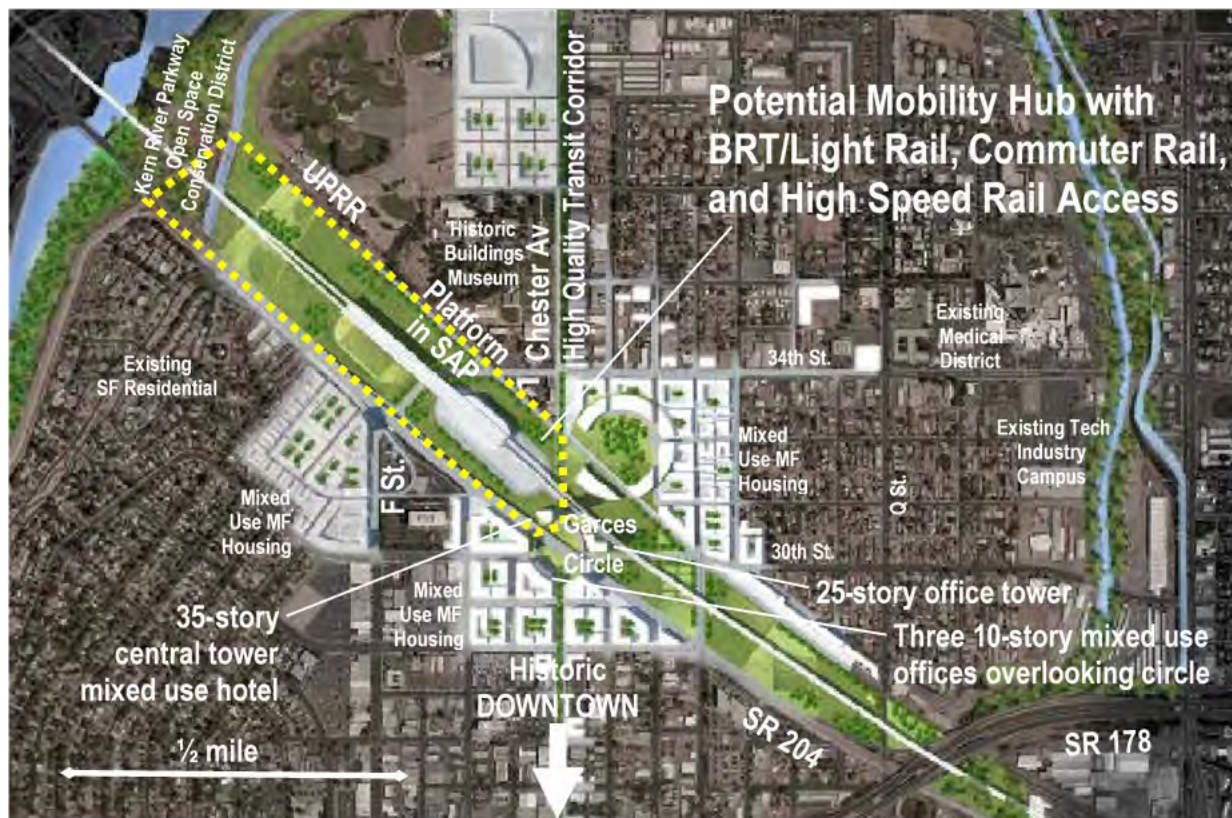 Kern River Parkway
Open Space
Conservation District
UPRR
Platform
in SAP
Historic
Buildings
Museum
Chester Av
High Quality Transit Corridor
Potential Mobility Hub with
BRT/Light Rail, Commuter Rail,
and High Speed Rail Access
Existing
SF Residential
34th St.
Existing
Medical
District
Mixed
Use MF
Housing
F St.
Mixed
Use MF
Housing
Q St.
Existing Tech
Industry
Campus
Garces
Circle
30th St.
Mixed
Use MF
Housing
35-story
central tower
mixed use hotel
25-story office tower
Three 10-story mixed use
offices overlooking circle
Historic
DOWNTOWN
SR 204
SR 178
½ mile